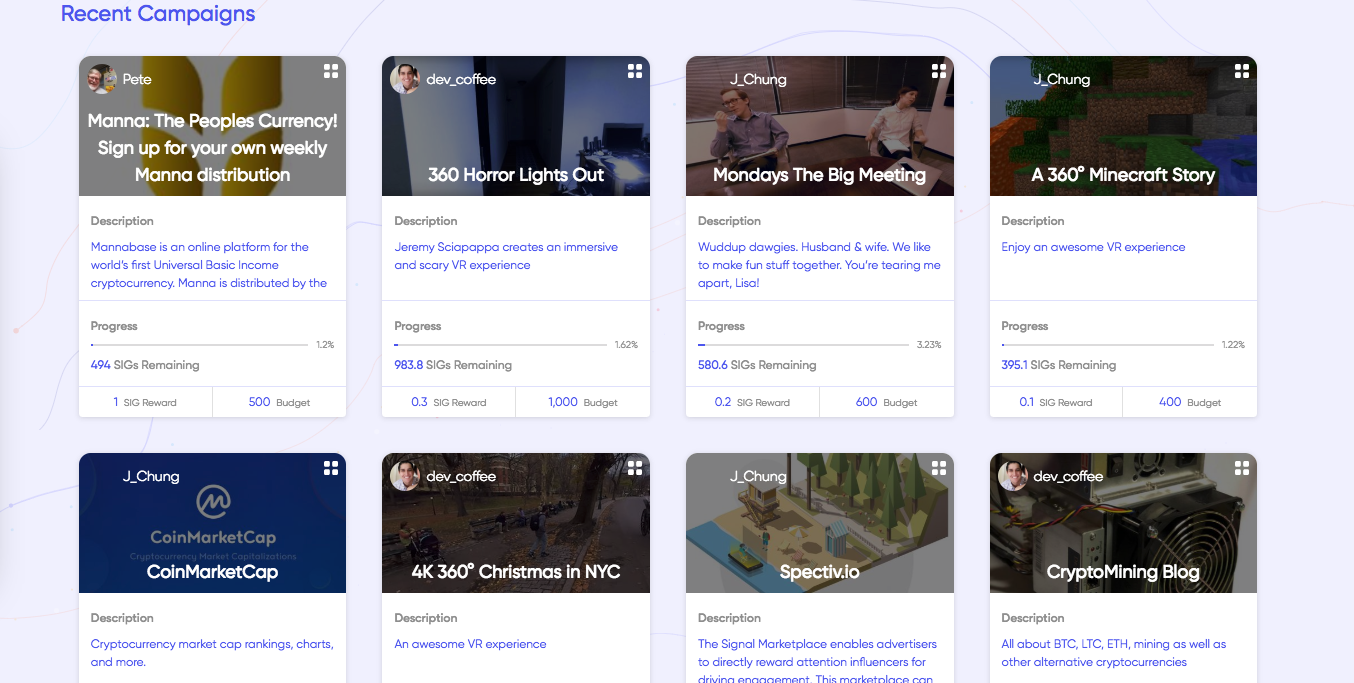 Recent Campaigns
Pete
Manna: The Peoples Currency!
Sign up for your own weekly
Manna distribution
Description
Mannabase is an online platform for the
world's first Universal Basic Income
cryptocurrency. Manna is distributed by the
Progress
1.2%
494 SIGs Remaining
1 SIG Reward
500 Budget
dev_coffee
360 Horror Lights Out
Description
Jeremy Sciapappa creates an immersive
and scary VR experience
Progress
1.62%
983.8 SIGs Remaining
0.3 SIG Reward
1,000 Budget
J_Chung
Mondays The Big Meeting
Description
Wuddup dawgies. Husband & wife. We like
to make fun stuff together. You're tearing me
apart, Lisa!
Progress
3.23%
580.6 SIGs Remaining
0.2 SIG Reward
600 Budget
J_Chung
A 360° Minecraft Story
Description
Enjoy an awesome VR experience
Progress
1.22%
395.1 SIGs Remaining
0.1 SIG Reward
400 Budget
J_Chung
CoinMarketCap
Cryptocurrency Market Capitalizations
CoinMarketCap
Description
Cryptocurrency market cap rankings, charts,
and more.
dev_coffee
4K 360° Christmas in NYC
Description
An awesome VR experience
J_Chung
Spectiv.io
Description
The Signal Marketplace enables advertisers
to directly reward attention influencers for
driving engagement. This marketplace can
dev_coffee
CryptoMining Blog
Description
All about BTC, LTC, ETH, mining as well as
other alternative cryptocurrencies